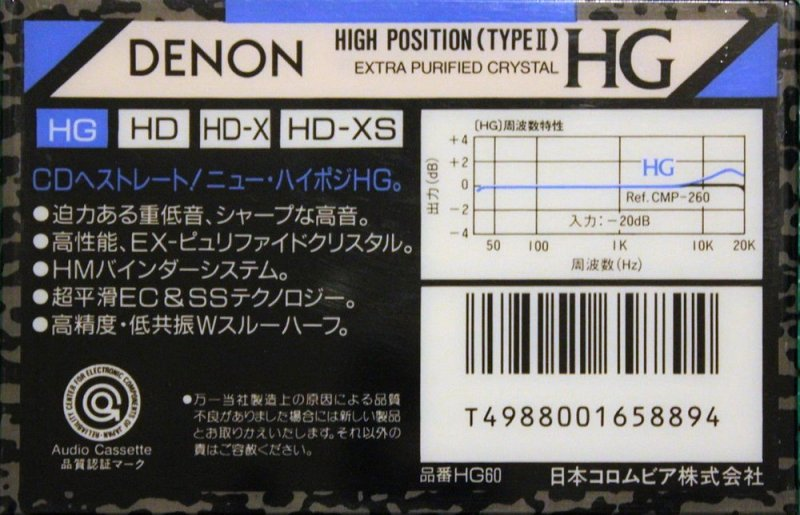 DENON
HIGH POSITION(TYPEⅡ)
EXTRA PURIFIED CRYSTAL
HG
HG HD HD-X HD-XS
CDへストレート!ニュー・ハイポジHG。
●迫力ある重低音、シャープな高音。
●高性能、EX-ピュリファイドクリスタル。
●HMバインダーシステム。
●超平滑EC&SSテクノロジー。
●高精度・低共振Wスルーハーフ。
[HG]周波数特性
出力(dB)
+4
+2
0
−2
−4
HG
Ref. CMP-260
入力:−20dB
50 100 1K 10K 20K
周波数(Hz)
RELIABILITY CENTER FOR ELECTRONIC COMPONENTS OF JAPAN
Audio Cassette
品質認証マーク
●万一当社製造上の原因による品質
不良がありました場合には新しい製品
とお取りかえいたします。それ以外の
責はご容赦ください。
T4988001658894
品番HG60 日本コロムビア株式会社